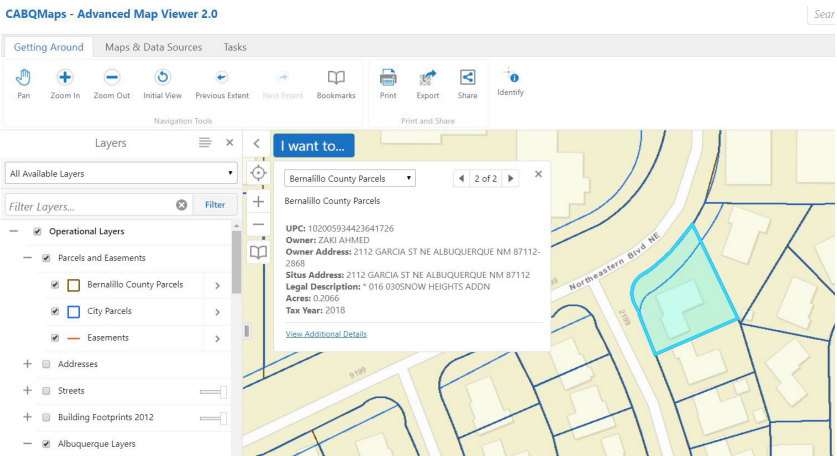 CABQMaps - Advanced Map Viewer 2.0
Sear
Getting Around
Maps & Data Sources
Tasks
Pan
Zoom In
Zoom Out
Initial View
Previous Extent
Next Extent
Bookmarks
Print
Export
Share
Identify
Navigation Tools
Print and Share
Layers
All Available Layers
Filter Layers...
Filter
Operational Layers
Parcels and Easements
Bernalillo County Parcels
City Parcels
Easements
Addresses
Streets
Building Footprints 2012
Albuquerque Layers
I want to...
Bernalillo County Parcels
2 of 2
Bernalillo County Parcels
UPC: 102005934423641726
Owner: ZAKI AHMED
Owner Address: 2112 GARCIA ST NE ALBUQUERQUE NM 87112-
2868
Situs Address: 2112 GARCIA ST NE ALBUQUERQUE NM 87112
Legal Description: * 016 030SNOW HEIGHTS ADDN
Acres: 0.2066
Tax Year: 2018
View Additional Details
Northeastern Blvd NE
2199
9199